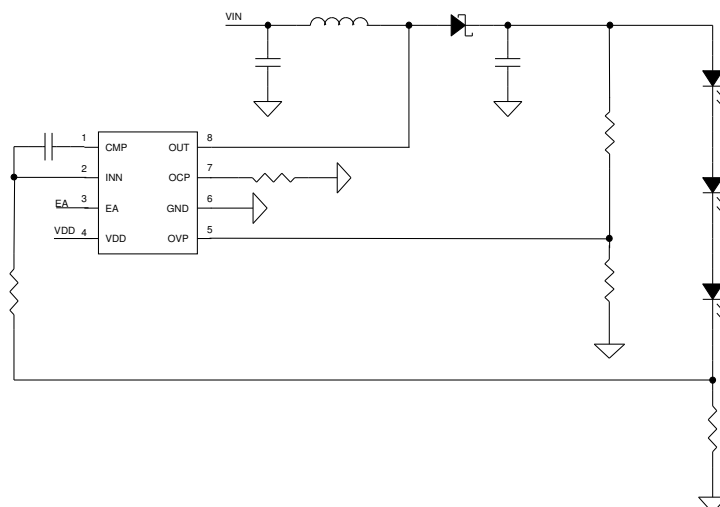 VIN
1 8
CMP OUT
2 7
INN OCP
3 6
EA EA GND
VDD 4 5
VDD OVP